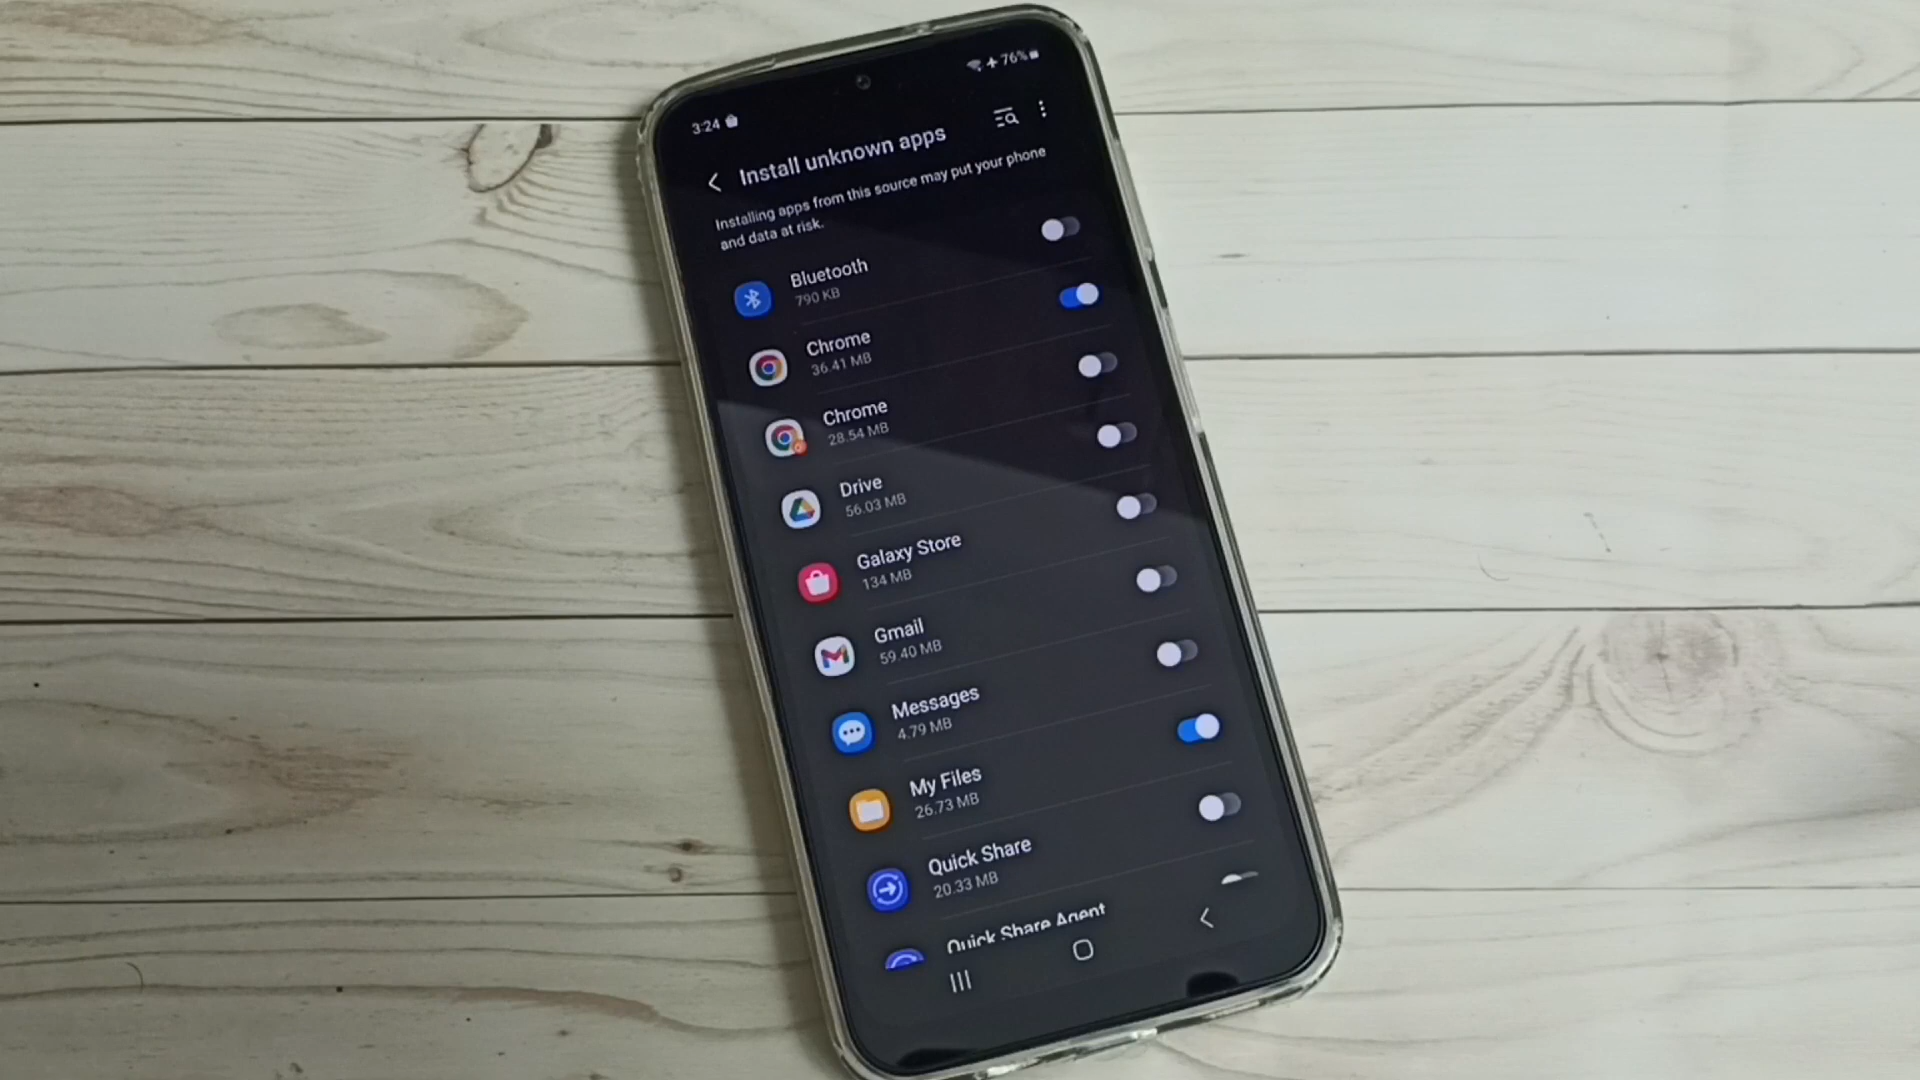 3:24
76%
Install unknown apps
Installing apps from this source may put your phone
and data at risk.
Bluetooth
790 KB
Chrome
36.41 MB
Chrome
28.54 MB
Drive
56.03 MB
Galaxy Store
134 MB
Gmail
59.40 MB
Messages
4.79 MB
My Files
26.73 MB
Quick Share
20.33 MB
Quick Share Agent